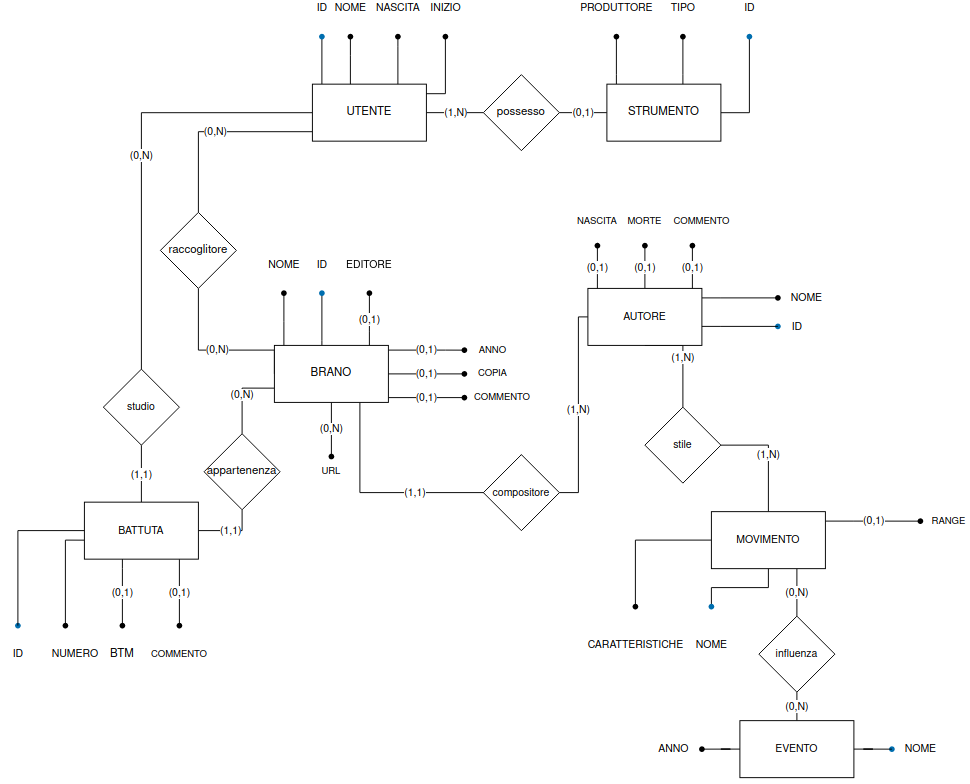 ID NOME NASCITA INIZIO PRODUTTORE TIPO ID
UTENTE (1,N) possesso (0,1) STRUMENTO
(0,N)
(0,N)
NASCITA MORTE COMMENTO
raccoglitore
NOME ID EDITORE
(0,1) (0,1) (0,1)
NOME
AUTORE
ID
(0,1)
(0,N) (0,1) ANNO
(1,N)
BRANO (0,1) COPIA
(0,N) (0,1) COMMENTO
studio (1,N)
(0,N)
stile
(1,N)
appartenenza URL
(1,1)
(1,1) compositore
BATTUTA (1,1)
(0,1) RANGE
MOVIMENTO
(0,1) (0,1) (0,N)
CARATTERISTICHE NOME
ID NUMERO BTM COMMENTO influenza
(0,N)
ANNO EVENTO NOME